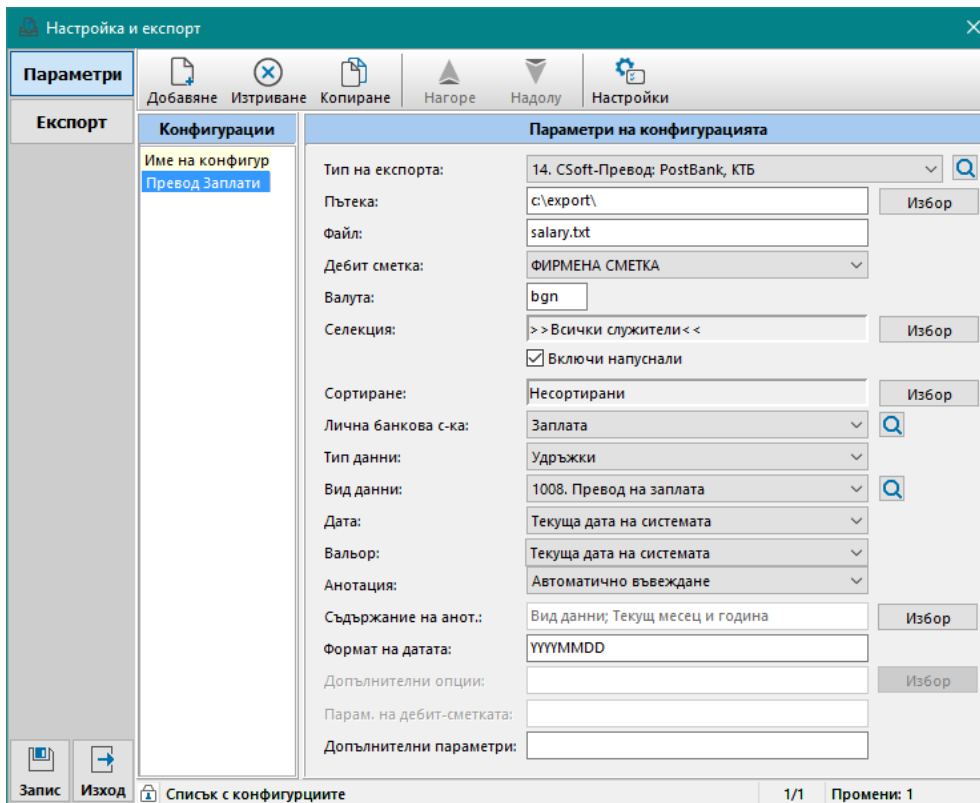 Настройка и експорт
Параметри
Експорт
Добавяне Изтриване Копиране Нагоре Надолу Настройки
Конфигурации
Име на конфигур
Превод Заплати
Параметри на конфигурацията
Тип на експорта: 14. CSoft-Превод: PostBank, КТБ
Пътека: c:\export\ Избор
Файл: salary.txt
Дебит сметка: ФИРМЕНА СМЕТКА
Валута: bgn
Селекция: >>Всички служители<< Избор
Включи напуснали
Сортиране: Несортирани Избор
Лична банкова с-ка: Заплата
Тип данни: Удръжки
Вид данни: 1008. Превод на заплата
Дата: Текуща дата на системата
Вальор: Текуща дата на системата
Анотация: Автоматично въвеждане
Съдържание на анот.: Вид данни; Текущ месец и година Избор
Формат на датата: YYYYMMDD
Допълнителни опции: Избор
Парам. на дебит-сметката:
Допълнителни параметри:
Запис Изход
Списък с конфигурциите 1/1 Промени: 1